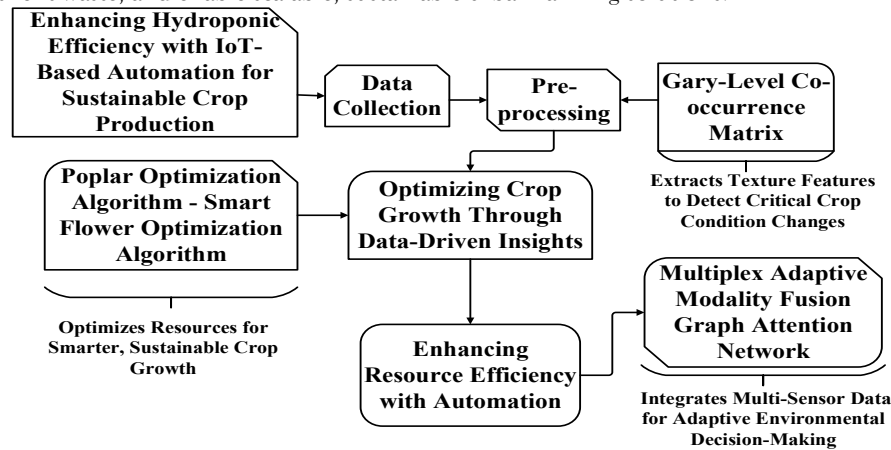 Enhancing Hydroponic
Efficiency with IoT-
Based Automation for
Sustainable Crop
Production
Data
Collection
Pre-
processing
Gary-Level Co-
occurrence
Matrix
Extracts Texture Features
to Detect Critical Crop
Condition Changes
Poplar Optimization
Algorithm - Smart
Flower Optimization
Algorithm
Optimizes Resources for
Smarter, Sustainable Crop
Growth
Optimizing Crop
Growth Through
Data-Driven Insights
Enhancing
Resource Efficiency
with Automation
Multiplex Adaptive
Modality Fusion
Graph Attention
Network
Integrates Multi-Sensor Data
for Adaptive Environmental
Decision-Making